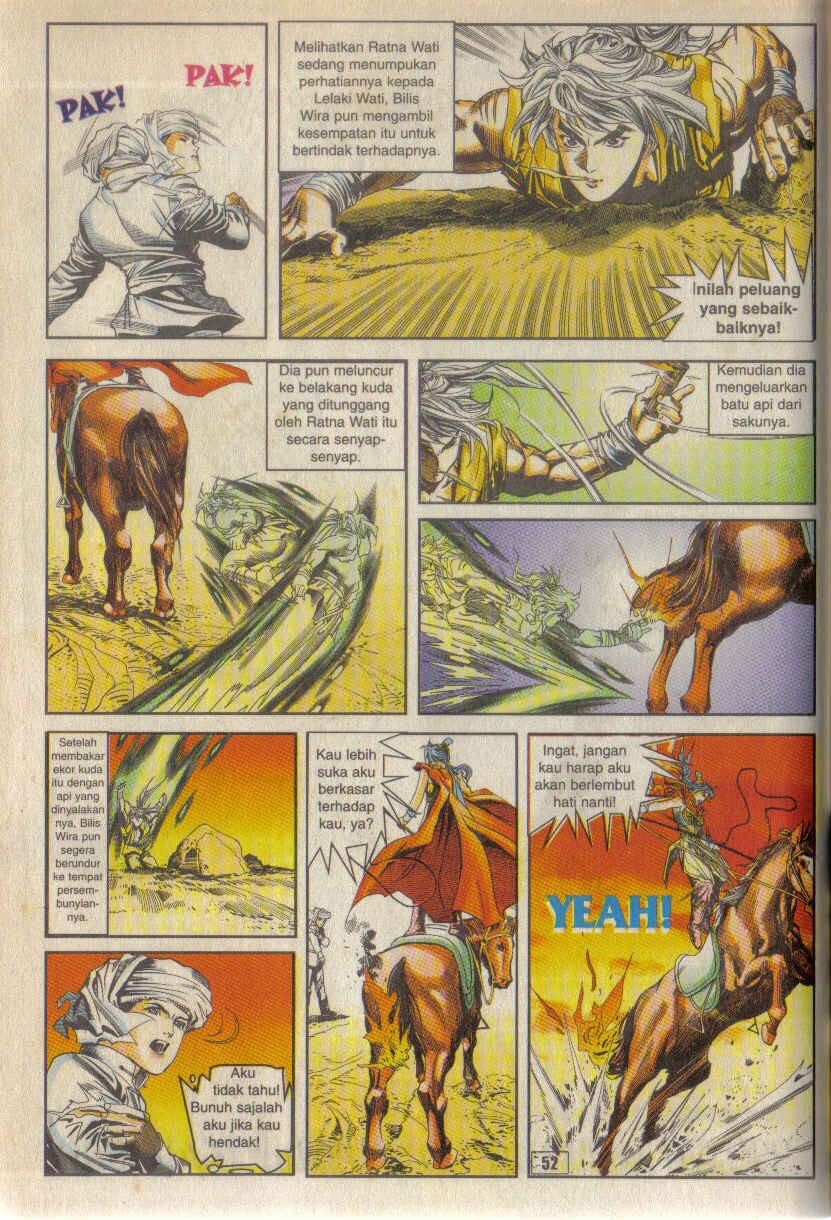 PAK!
PAK!
Melihatkan Ratna Wati
sedang menumpukan
perhatiannya kepada
Lelaki Wati, Bilis
Wira pun mengambil
kesempatan itu untuk
bertindak terhadapnya.
Inilah peluang
yang sebaik-
baiknya!
Dia pun meluncur
ke belakang kuda
yang ditunggang
oleh Ratna Wati itu
secara senyap-
senyap.
Kemudian dia
mengeluarkan
batu api dari
sakunya.
Setelah
membakar
ekor kuda
itu dengan
api yang
dinyalakan
nya, Bilis
Wira pun
segera
berundur
ke tempat
persem-
bunyian-
nya.
Aku
tidak tahu!
Bunuh sajalah
aku jika kau
hendak!
Kau lebih
suka aku
berkasar
terhadap
kau, ya?
Ingat, jangan
kau harap aku
akan berlembut
hati nanti!
YEAH!
52